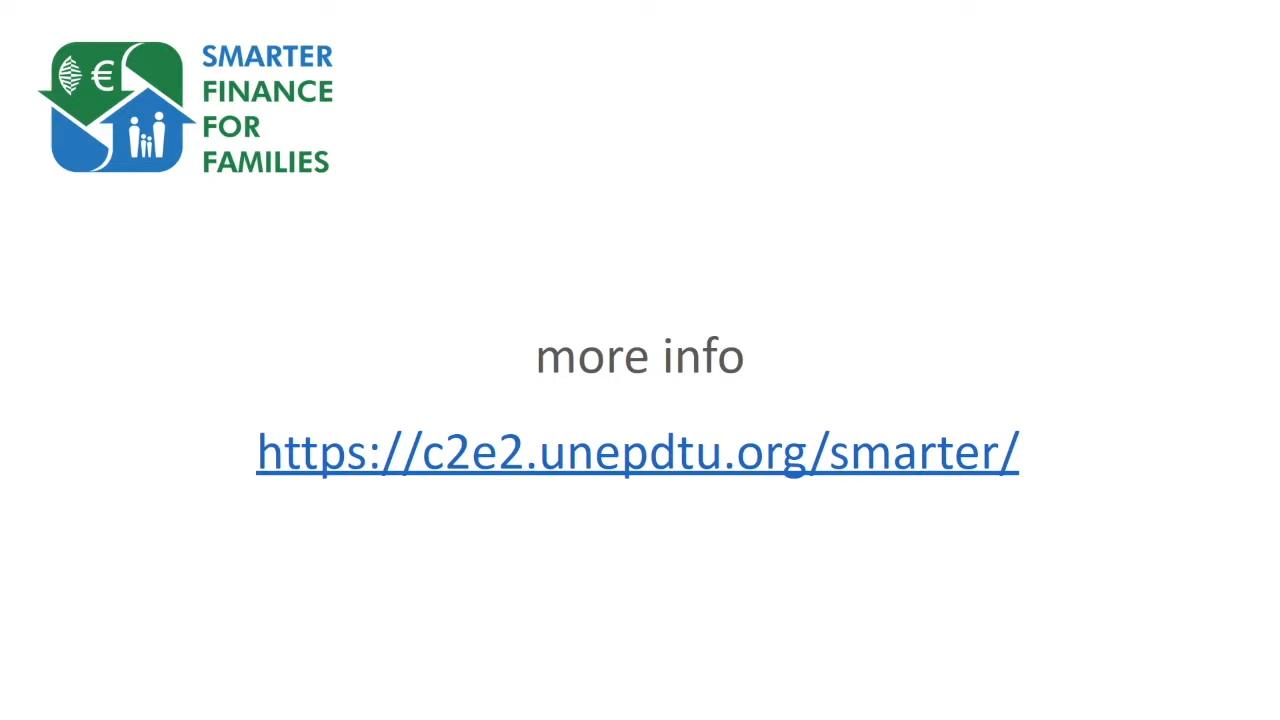 SMARTER
FINANCE
FOR
FAMILIES
€
more info
https://c2e2.unepdtu.org/smarter/